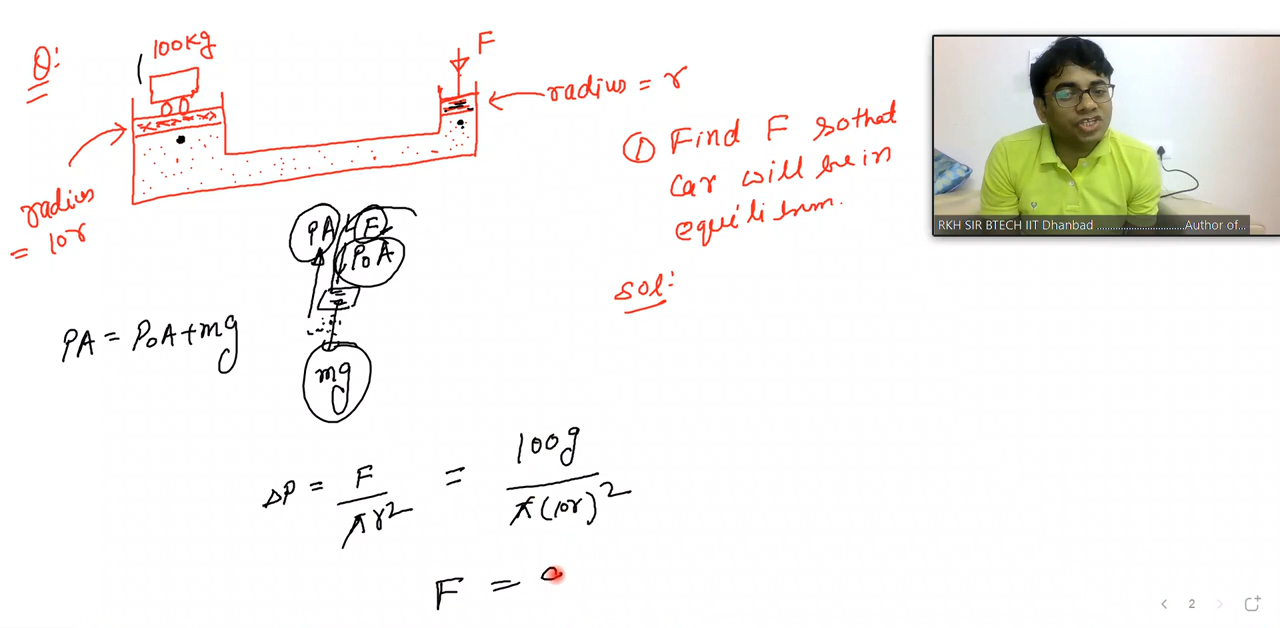 Q:
100kg
F
radius = r
radius
= 10r
① Find F so that
car will be in
equilibrium.
RKH SIR BTECH IIT Dhanbad ..............................Author of...
PA
F
P₀A
mg
Sol:
PA = P₀A + mg
ΔP = F/πr² = 100g/π(10r)²
F =
2